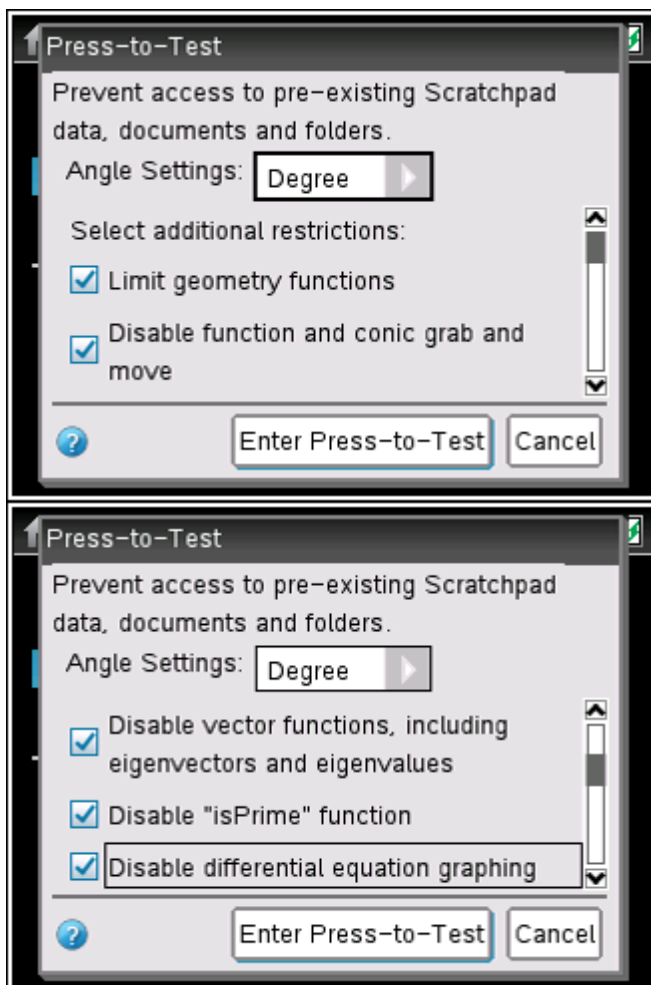 Press-to-Test
Prevent access to pre-existing Scratchpad
data, documents and folders.
Angle Settings: Degree
Select additional restrictions:
Limit geometry functions
Disable function and conic grab and
move
? Enter Press-to-Test Cancel
Press-to-Test
Prevent access to pre-existing Scratchpad
data, documents and folders.
Angle Settings: Degree
Disable vector functions, including
eigenvectors and eigenvalues
Disable "isPrime" function
Disable differential equation graphing
? Enter Press-to-Test Cancel